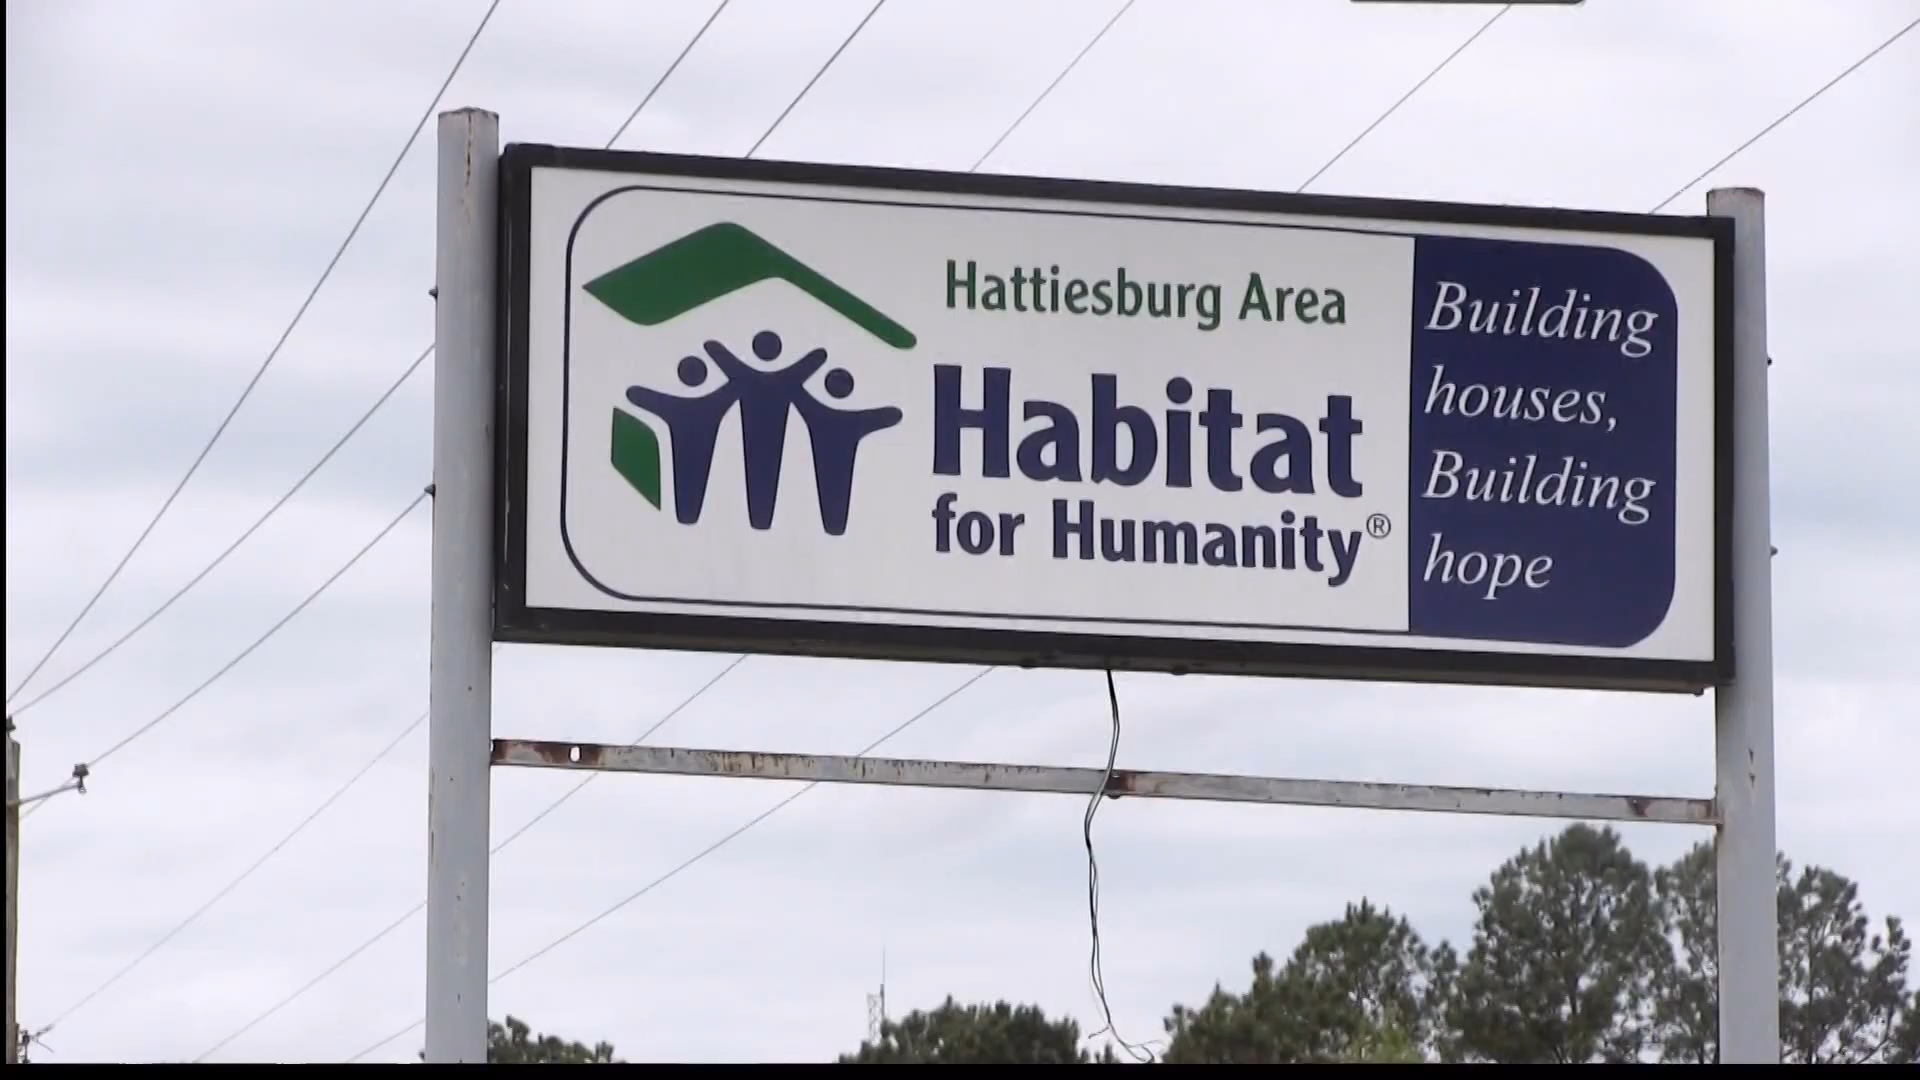 Hattiesburg Area
Habitat
for Humanity®
Building
houses,
Building
hope